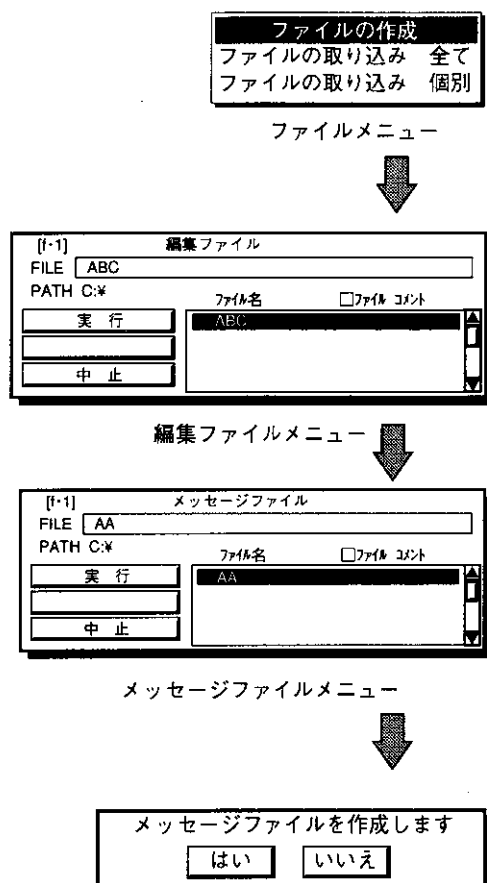 ファイルの作成
ファイルの取り込み 全て
ファイルの取り込み 個別
ファイルメニュー
[f・1] 編集ファイル
FILE ABC
PATH C:¥
ファイル名 □ファイル コメント
実 行
ABC
中 止
編集ファイルメニュー
[f・1] メッセージファイル
FILE AA
PATH C:¥
ファイル名 □ファイル コメント
実 行
AA
中 止
メッセージファイルメニュー
メッセージファイルを作成します
はい いいえ